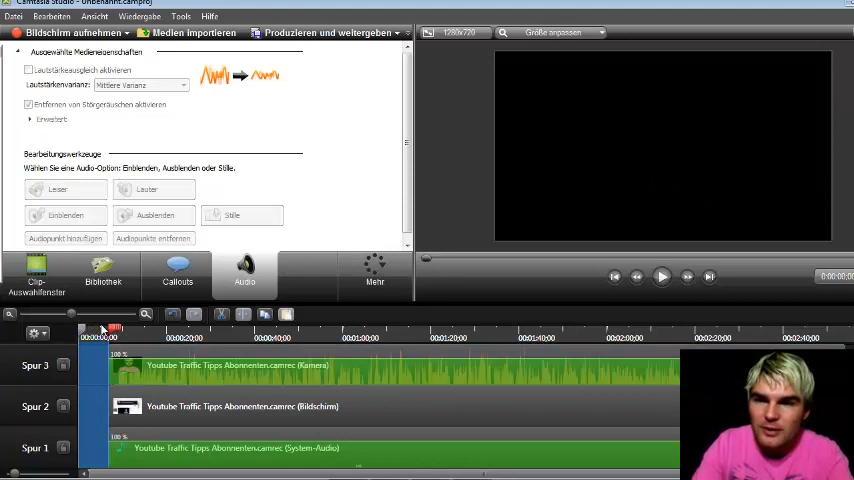 Camtasia Studio - Unbenannt.camproj
Datei Bearbeiten Ansicht Wiedergabe Tools Hilfe
Bildschirm aufnehmen Medien importieren Produzieren und weitergeben
1280x720 Größe anpassen
Ausgewählte Medieneigenschaften
Lautstärkeausgleich aktivieren
Lautstärkenvarianz: Mittlere Varianz
Entfernen von Störgeräuschen aktivieren
Erweitert
Bearbeitungswerkzeuge
Wählen Sie eine Audio-Option: Einblenden, Ausblenden oder Stille.
Leiser Lauter
Einblenden Ausblenden Stille
Audiopunkt hinzufügen Audiopunkte entfernen
Clip-Auswahlfenster Bibliothek Callouts Audio Mehr
0:00:00;00
00:00:00;00 00:00:20;00 00:00:40;00 00:01:00;00 00:01:20;00 00:01:40;00 00:02:00;00 00:02:20;00 00:02:40;00
100 %
Spur 3 Youtube Traffic Tipps Abonnenten.camrec (Kamera)
Spur 2 Youtube Traffic Tipps Abonnenten.camrec (Bildschirm)
100 %
Spur 1 Youtube Traffic Tipps Abonnenten.camrec (System-Audio)